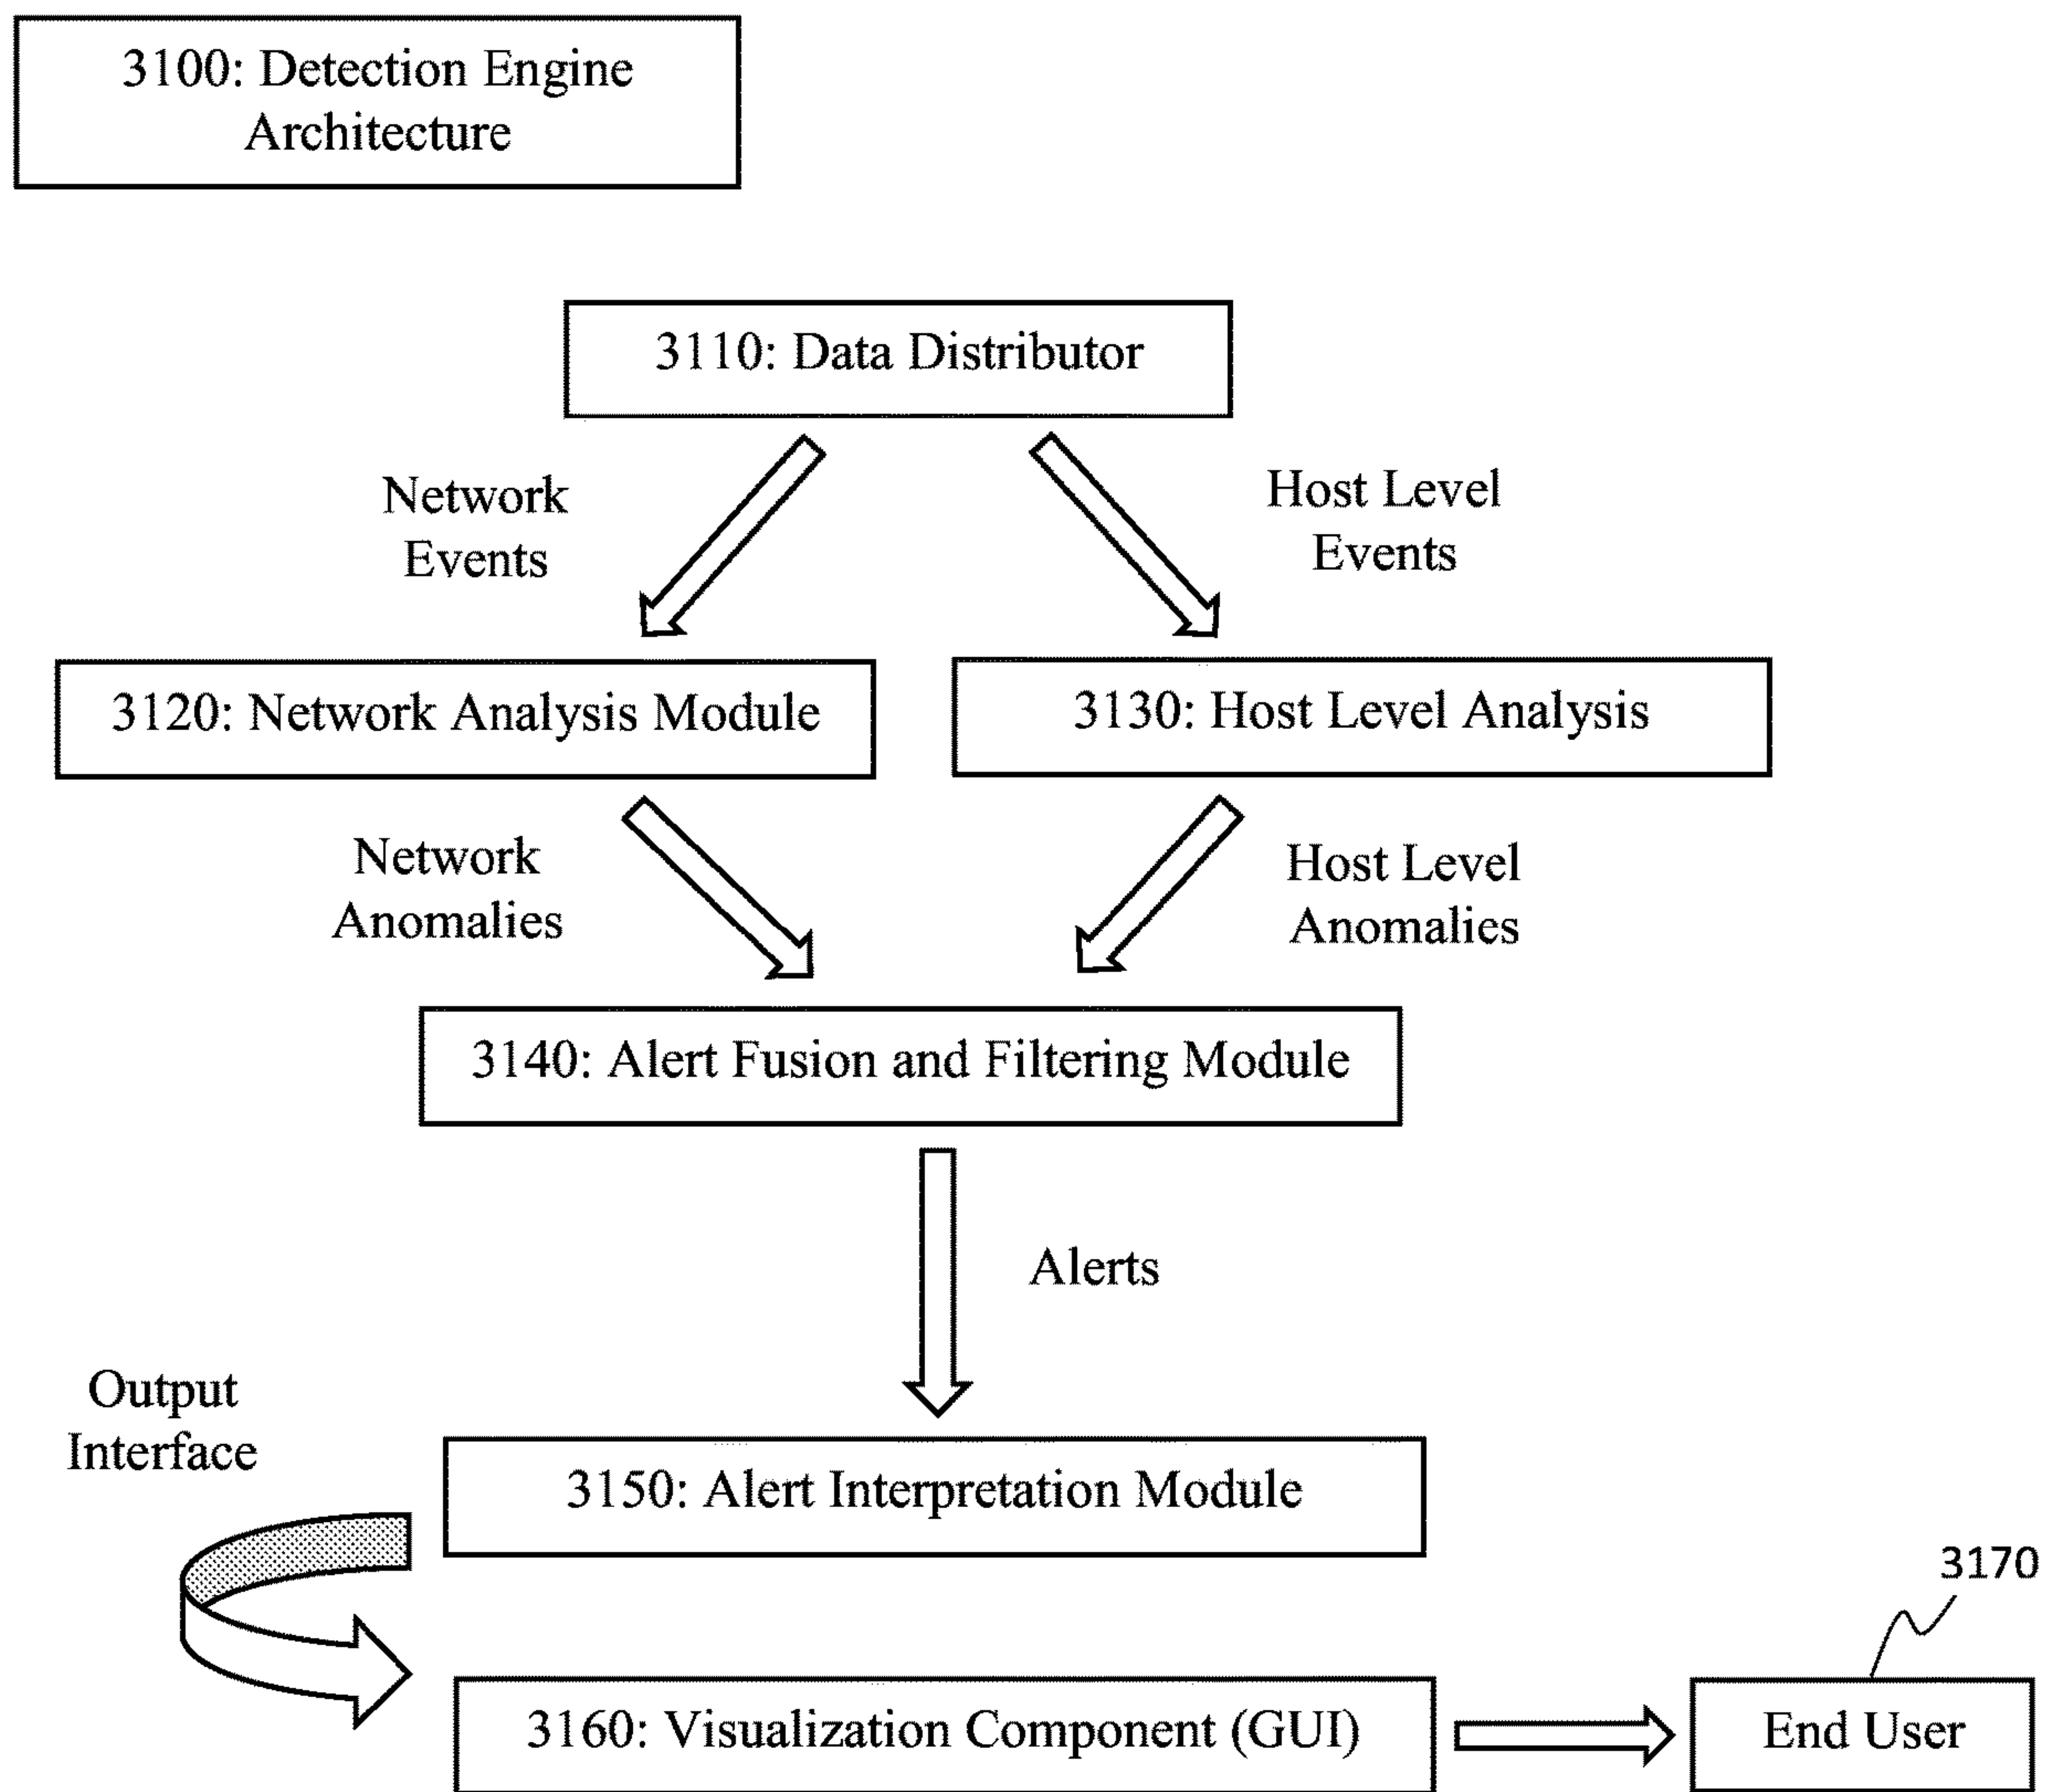 3100: Detection Engine
Architecture
3110: Data Distributor
Network
Events
Host Level
Events
3120: Network Analysis Module
3130: Host Level Analysis
Network
Anomalies
Host Level
Anomalies
3140: Alert Fusion and Filtering Module
Alerts
Output
Interface
3150: Alert Interpretation Module
3170
3160: Visualization Component (GUI)
End User